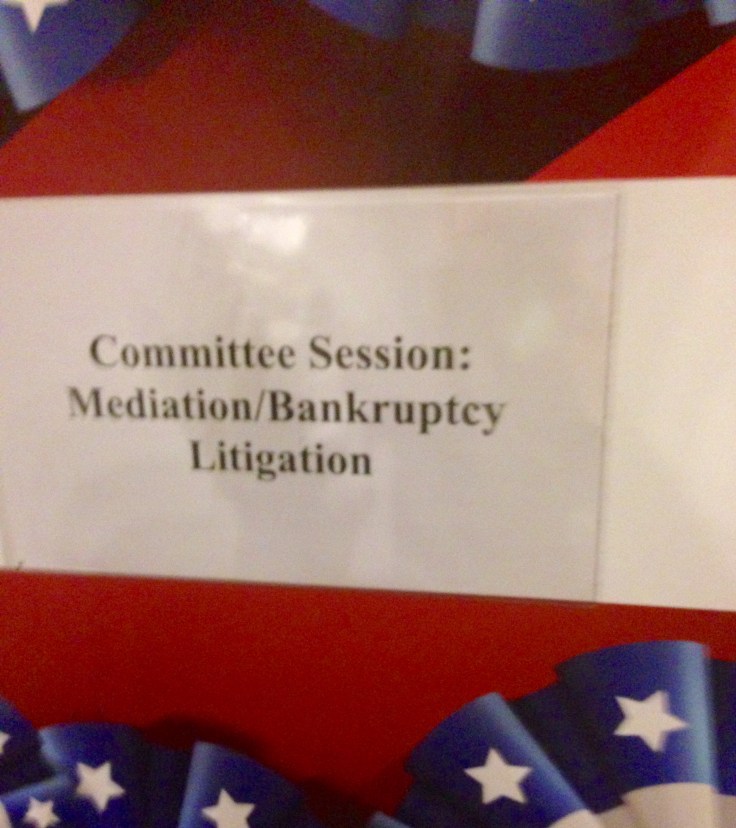 Committee Session:
Mediation/Bankruptcy
Litigation